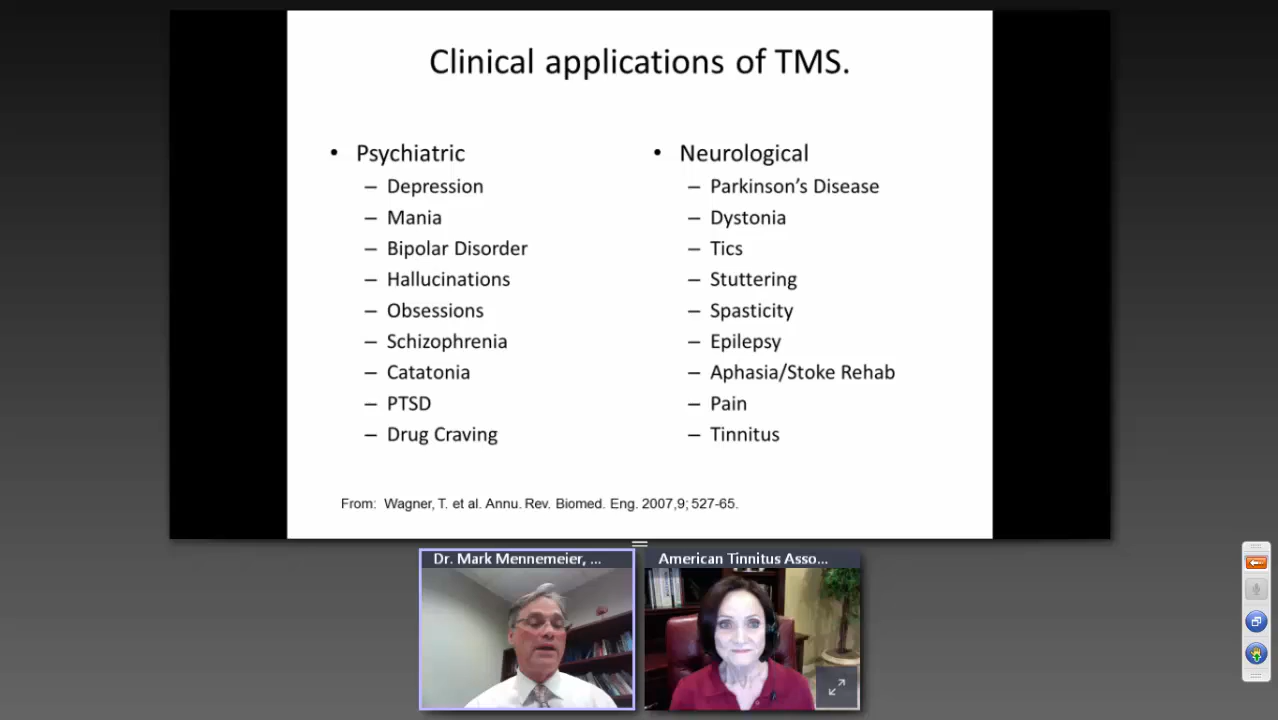 Clinical applications of TMS.
• Psychiatric
– Depression
– Mania
– Bipolar Disorder
– Hallucinations
– Obsessions
– Schizophrenia
– Catatonia
– PTSD
– Drug Craving
• Neurological
– Parkinson's Disease
– Dystonia
– Tics
– Stuttering
– Spasticity
– Epilepsy
– Aphasia/Stoke Rehab
– Pain
– Tinnitus
From: Wagner, T. et al. Annu. Rev. Biomed. Eng. 2007,9; 527-65.
Dr. Mark Mennemeier, ...
American Tinnitus Asso...